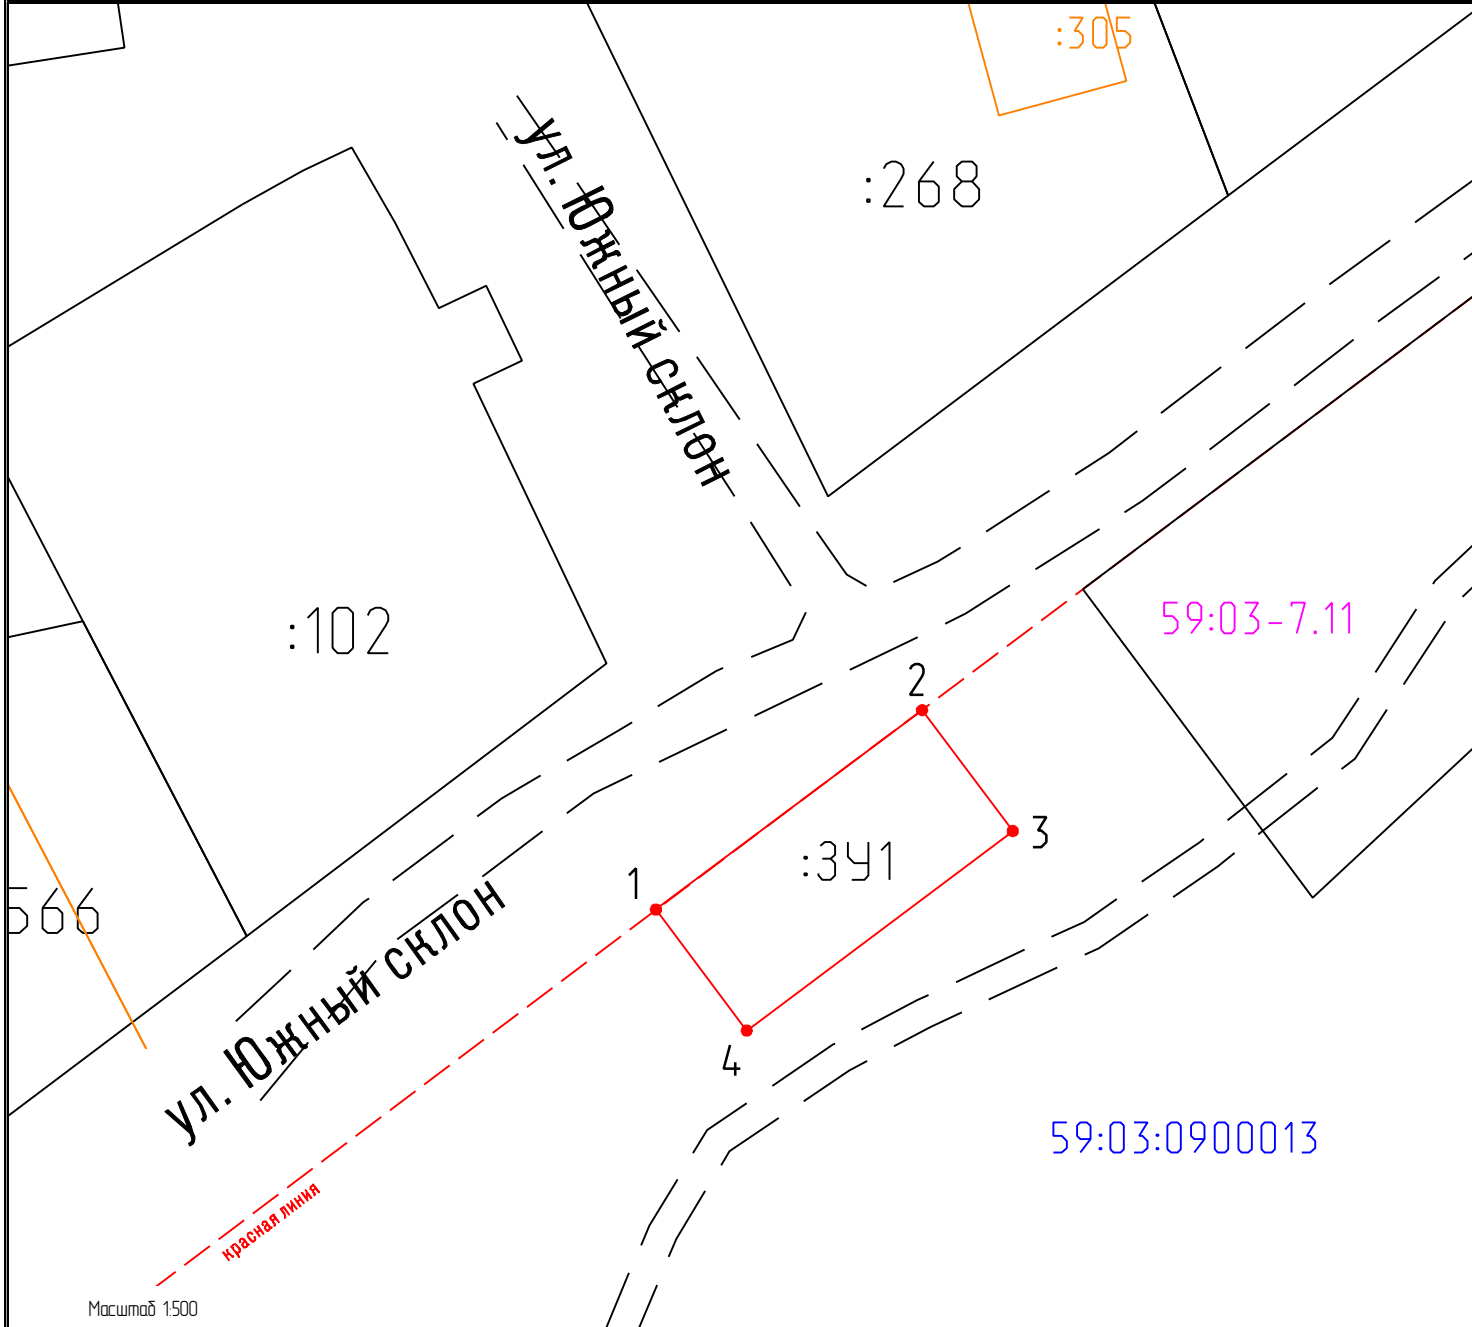 :305
:268
ул. Южный склон
:102
59:03-7.11
2
3
:ЗУ1
1
566
ул. Южный склон
4
59:03:0900013
красная линия
Масштаб 1:500